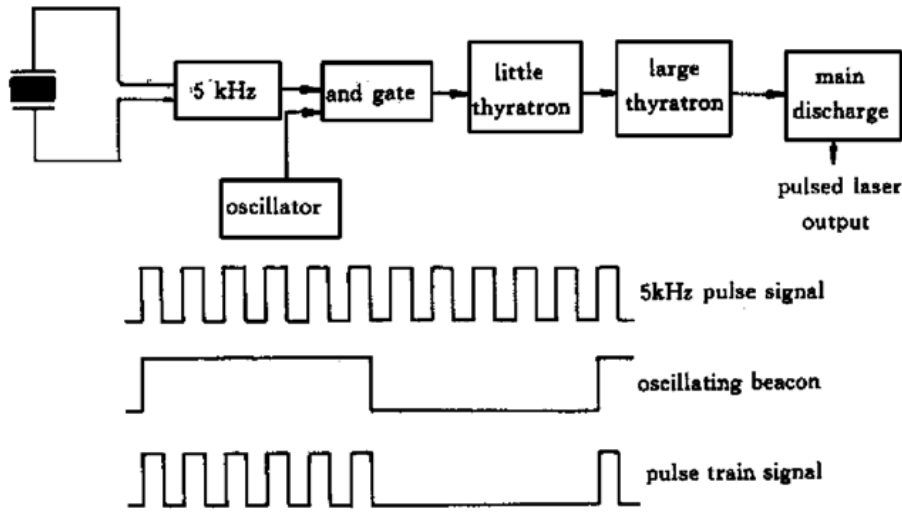 5 kHz
and gate
little
thyratron
large
thyratron
main
discharge
oscillator
pulsed laser
output
5kHz pulse signal
oscillating beacon
pulse train signal